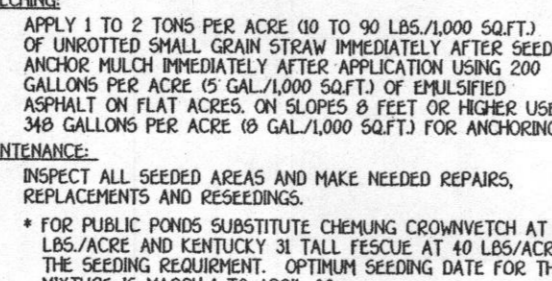 APPLY 1 TO 2 TONS PER ACRE (10 TO 90 LBS./1,000 SQ.FT.)
OF UNROTTED SMALL GRAIN STRAW IMMEDIATELY AFTER SEED
ANCHOR MULCH IMMEDIATELY AFTER APPLICATION USING 200
GALLONS PER ACRE (5 GAL./1,000 SQ.FT.) OF EMULSIFIED
ASPHALT ON FLAT ACRES. ON SLOPES 8 FEET OR HIGHER USE
348 GALLONS PER ACRE (8 GAL./1,000 SQ.FT.) FOR ANCHORING
NTENANCE:
INSPECT ALL SEEDED AREAS AND MAKE NEEDED REPAIRS,
REPLACEMENTS AND RESEEDINGS.
* FOR PUBLIC PONDS SUBSTITUTE CHEMUNG CROWNVETCH AT
LBS./ACRE AND KENTUCKY 31 TALL FESCUE AT 40 LBS/ACR
THE SEEDING REQUIRMENT. OPTIMUM SEEDING DATE FOR TH